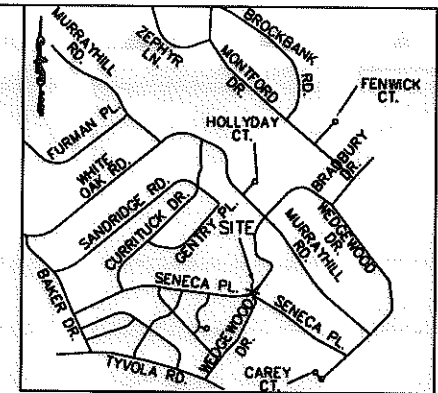 MURRAYHILL
RD.
ZEPHYR
LN.
BROCKBANK
RD.
MONTFORD
DR.
FENWICK
CT.
FURMAN PL.
HOLLYDAY
CT.
BRADBURY
DR.
WHITE
OAK RD.
SANDRIDGE RD.
CURRITUCK DR.
GENTRY PL.
SITE
WEDGEWOOD
DR.
MURRAYHILL
RD.
BAKER DR.
SENECA PL.
SENECA PL.
WEDGEWOOD
DR.
CAREY
CT.
TYVOLA RD.